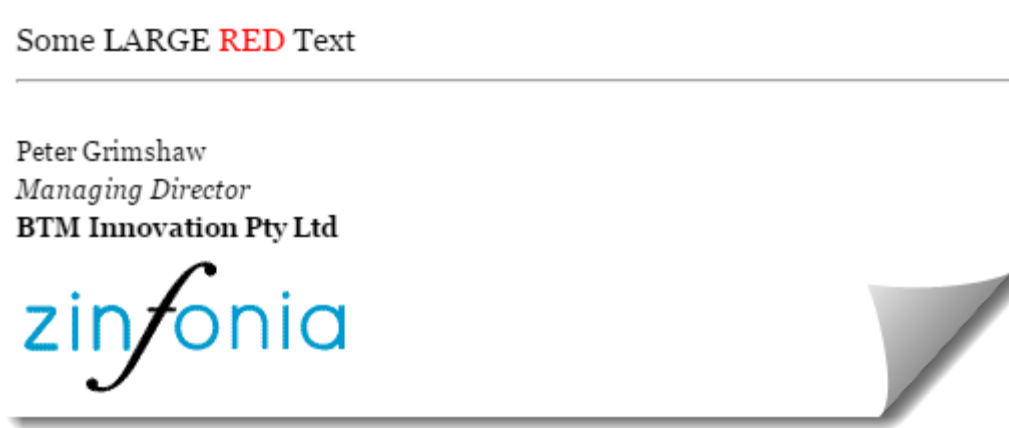 Some LARGE RED Text
Peter Grimshaw
Managing Director
BTM Innovation Pty Ltd
zinfonia